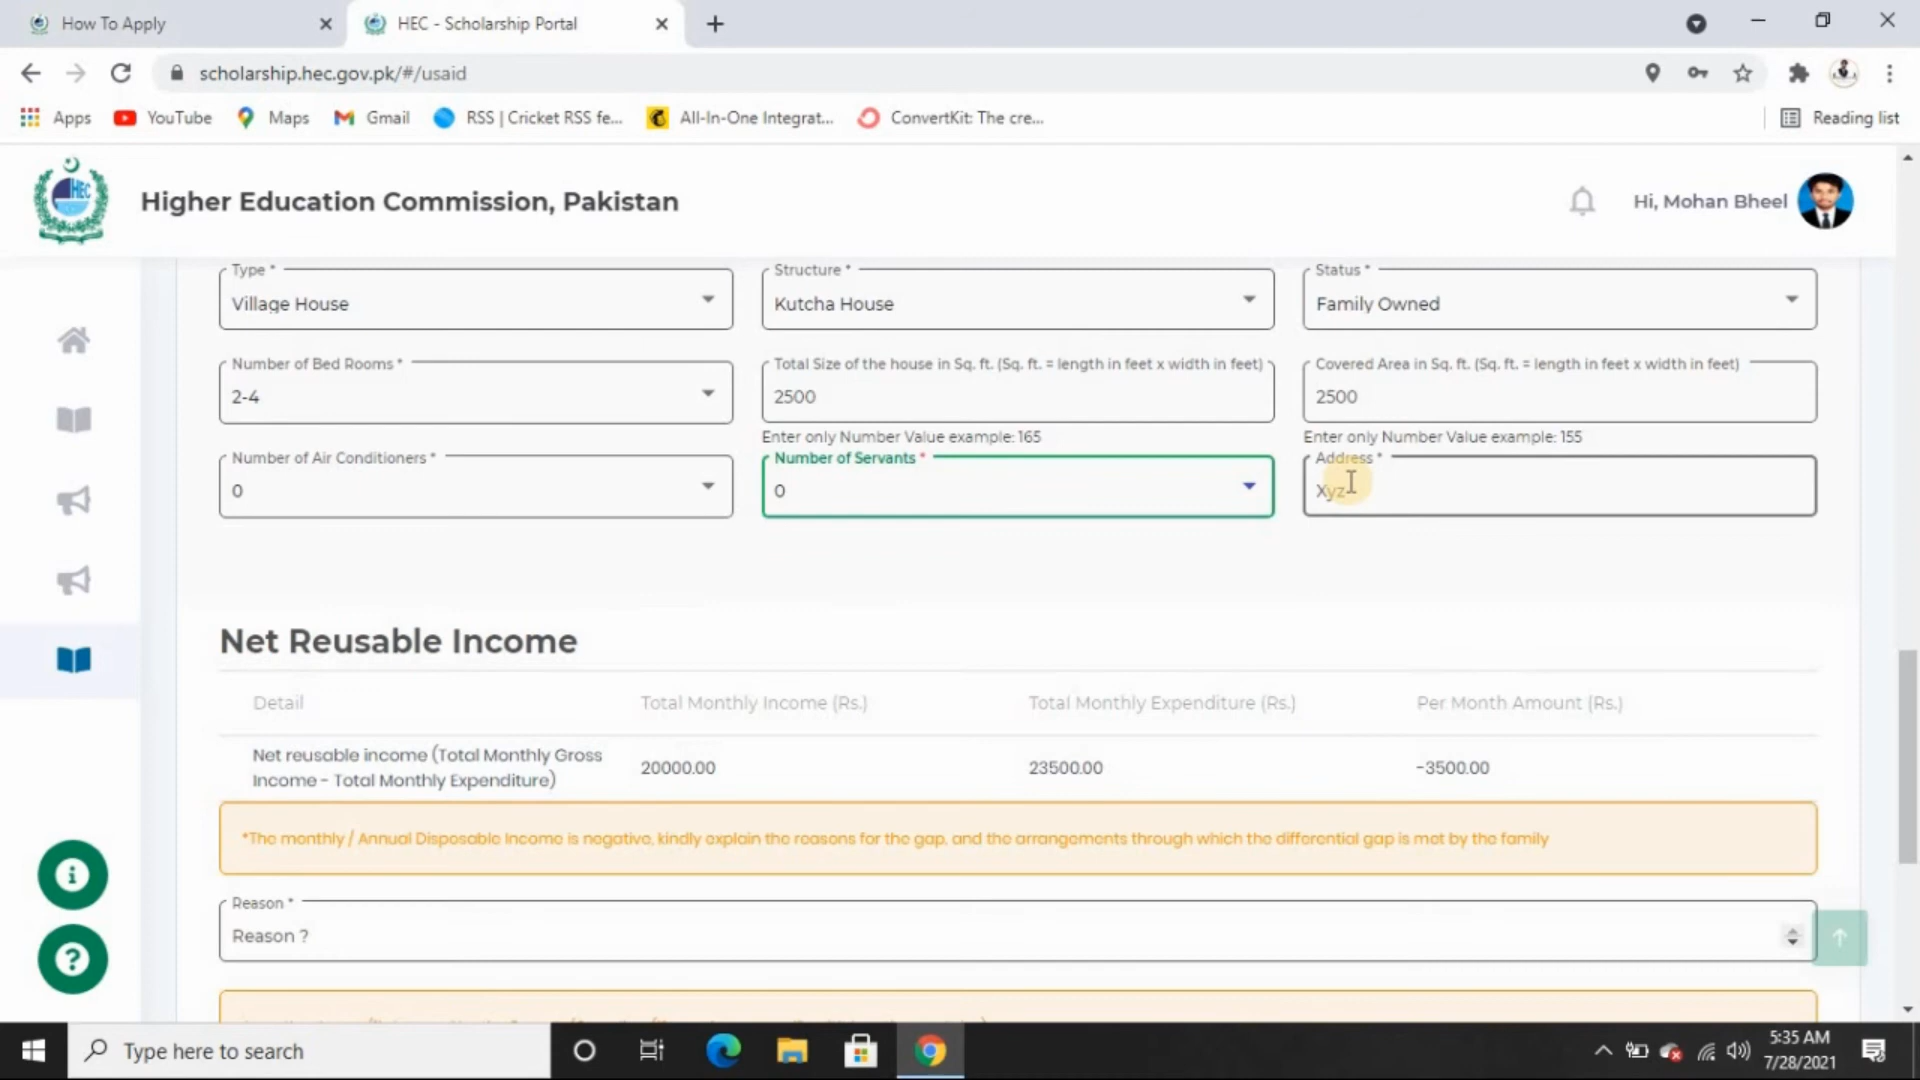 How To Apply
HEC - Scholarship Portal
scholarship.hec.gov.pk/#/usaid
Apps
YouTube
Maps
Gmail
RSS | Cricket RSS fe...
All-In-One Integrat...
ConvertKit: The cre...
Reading list
HEC
Higher Education Commission, Pakistan
Hi, Mohan Bheel
Type *
Village House
Structure *
Kutcha House
Status *
Family Owned
Number of Bed Rooms *
2-4
Total Size of the house in Sq. ft. (Sq. ft. = length in feet x width in feet)
2500
Enter only Number Value example: 165
Covered Area in Sq. ft. (Sq. ft. = length in feet x width in feet)
2500
Enter only Number Value example: 155
Number of Air Conditioners *
0
Number of Servants *
0
Address *
Xyz
Net Reusable Income
Detail
Total Monthly Income (Rs.)
Total Monthly Expenditure (Rs.)
Per Month Amount (Rs.)
Net reusable income (Total Monthly Gross
Income - Total Monthly Expenditure)
20000.00
23500.00
-3500.00
*The monthly / Annual Disposable Income is negative, kindly explain the reasons for the gap, and the arrangements through which the differential gap is met by the family
Reason *
Reason ?
Type here to search
5:35 AM
7/28/2021